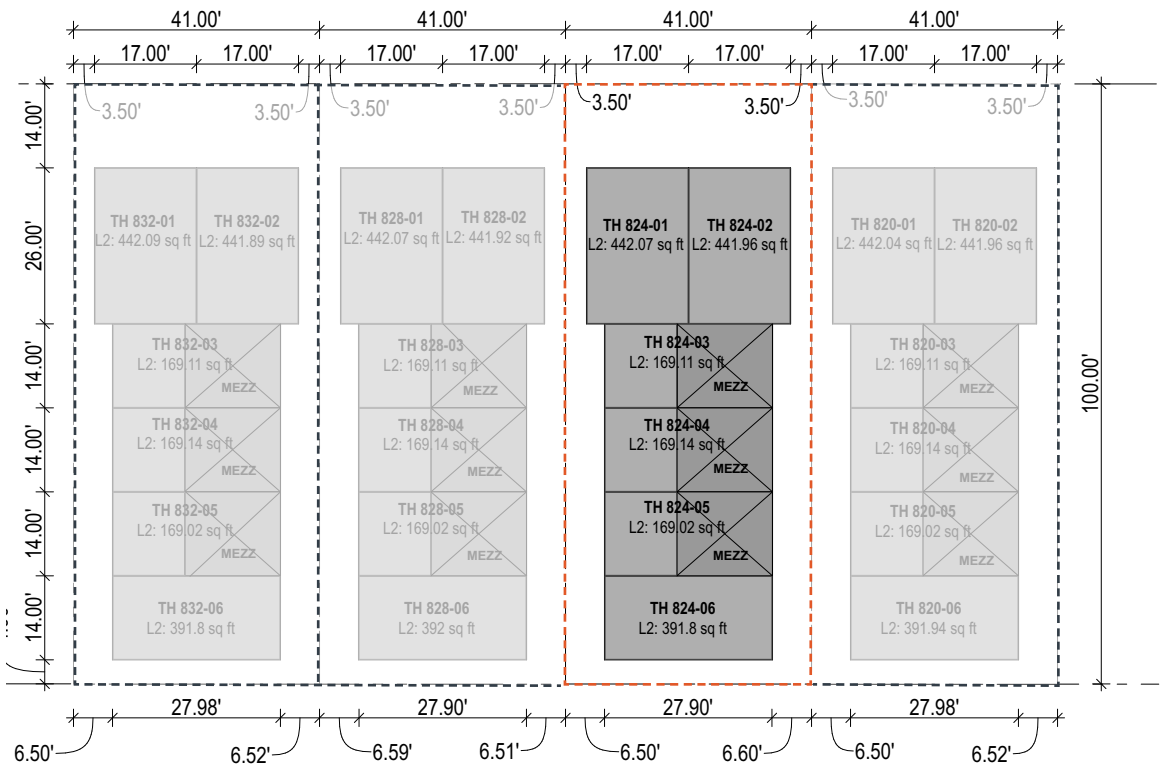 41.00' 41.00' 41.00' 41.00'
17.00' 17.00' 17.00' 17.00' 17.00' 17.00' 17.00' 17.00'
3.50' 3.50' 3.50' 3.50' 3.50' 3.50' 3.50' 3.50'
14.00'
26.00'
14.00'
14.00'
14.00'
14.00'
100.00'
TH 832-01
L2: 442.09 sq ft
TH 832-02
L2: 441.89 sq ft
TH 832-03
L2: 169.11 sq ft
MEZZ
TH 832-04
L2: 169.14 sq ft
MEZZ
TH 832-05
L2: 169.02 sq ft
MEZZ
TH 832-06
L2: 391.8 sq ft
TH 828-01
L2: 442.07 sq ft
TH 828-02
L2: 441.92 sq ft
TH 828-03
L2: 169.11 sq ft
MEZZ
TH 828-04
L2: 169.14 sq ft
MEZZ
TH 828-05
L2: 169.02 sq ft
MEZZ
TH 828-06
L2: 392 sq ft
TH 824-01
L2: 442.07 sq ft
TH 824-02
L2: 441.96 sq ft
TH 824-03
L2: 169.11 sq ft
MEZZ
TH 824-04
L2: 169.14 sq ft
MEZZ
TH 824-05
L2: 169.02 sq ft
MEZZ
TH 824-06
L2: 391.8 sq ft
TH 820-01
L2: 442.04 sq ft
TH 820-02
L2: 441.96 sq ft
TH 820-03
L2: 169.11 sq ft
MEZZ
TH 820-04
L2: 169.14 sq ft
MEZZ
TH 820-05
L2: 169.02 sq ft
MEZZ
TH 820-06
L2: 391.94 sq ft
27.98' 27.90' 27.90' 27.98'
6.50' 6.52' 6.59' 6.51' 6.50' 6.60' 6.50' 6.52'